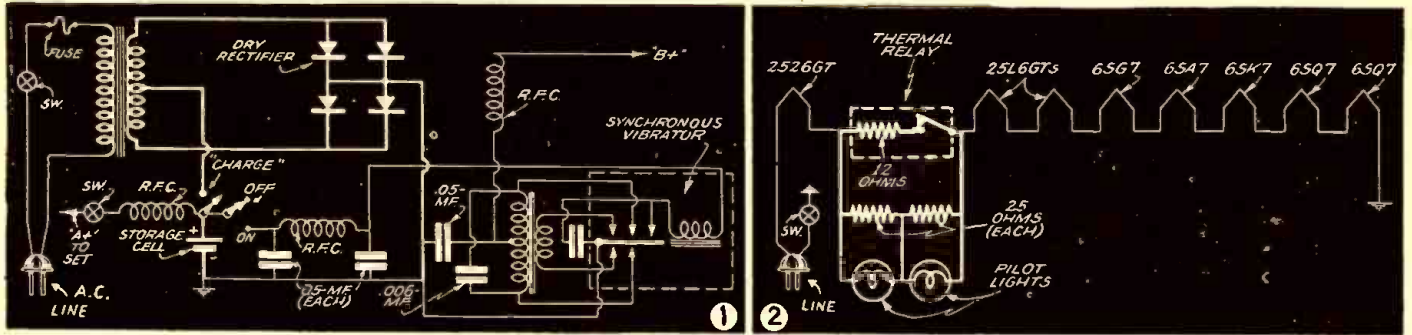 FUSE
SW.
DRY
RECTIFIER
"B+"
R.F.C.
SYNCHRONOUS
VIBRATOR
"CHARGE"
OFF
SW.
R.F.C.
"A+"
TO
SET
STORAGE
CELL
+
ON
R.F.C.
.05-
MF.
.05-MF.
(EACH)
.006-
MF.
A.C.
LINE
1
THERMAL
RELAY
2526GT
25L6GTs
6SG7
6SA7
6SK7
6SQ7
6SQ7
12
OHMS
25
OHMS
(EACH)
SW.
PILOT
LIGHTS
LINE
2